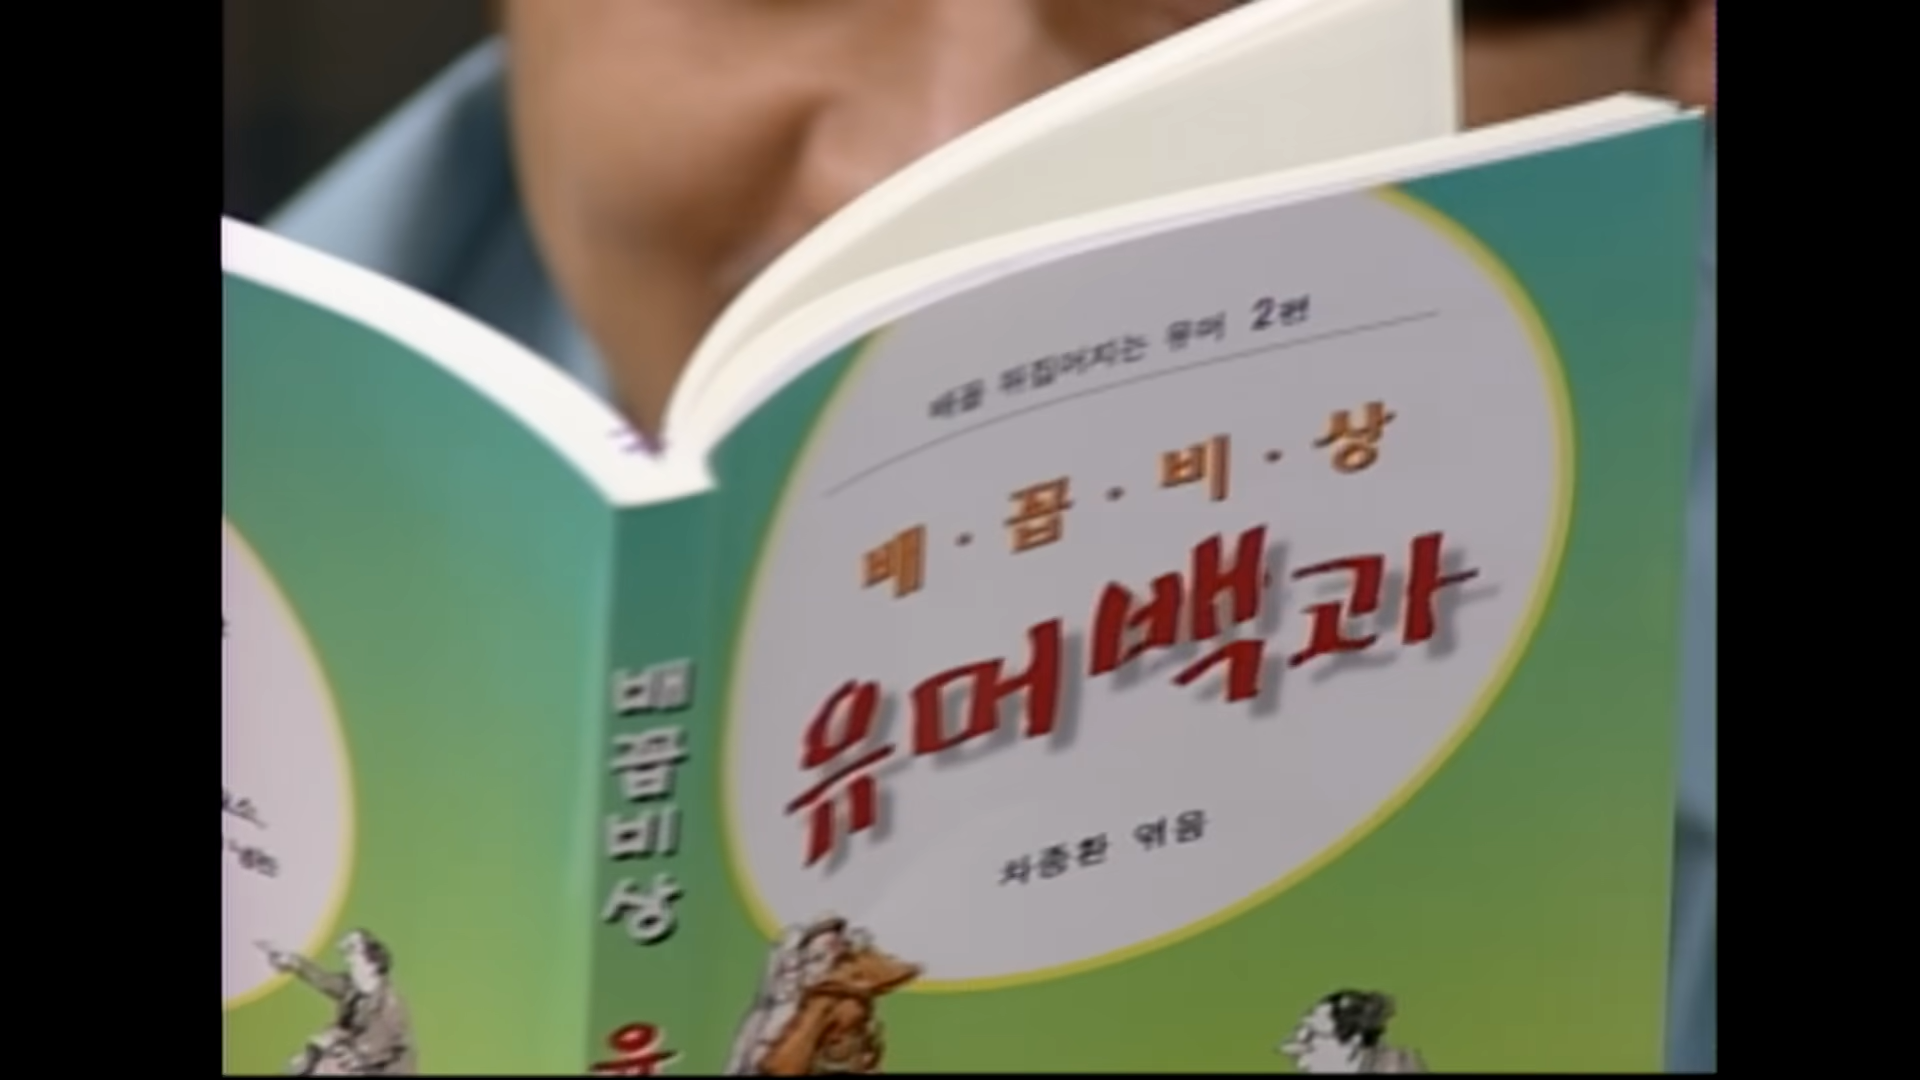 배꼽 뒤집어지는 유머 2편
배·꼽·비·상
유머백과
차종환 엮음
배꼽비상 유